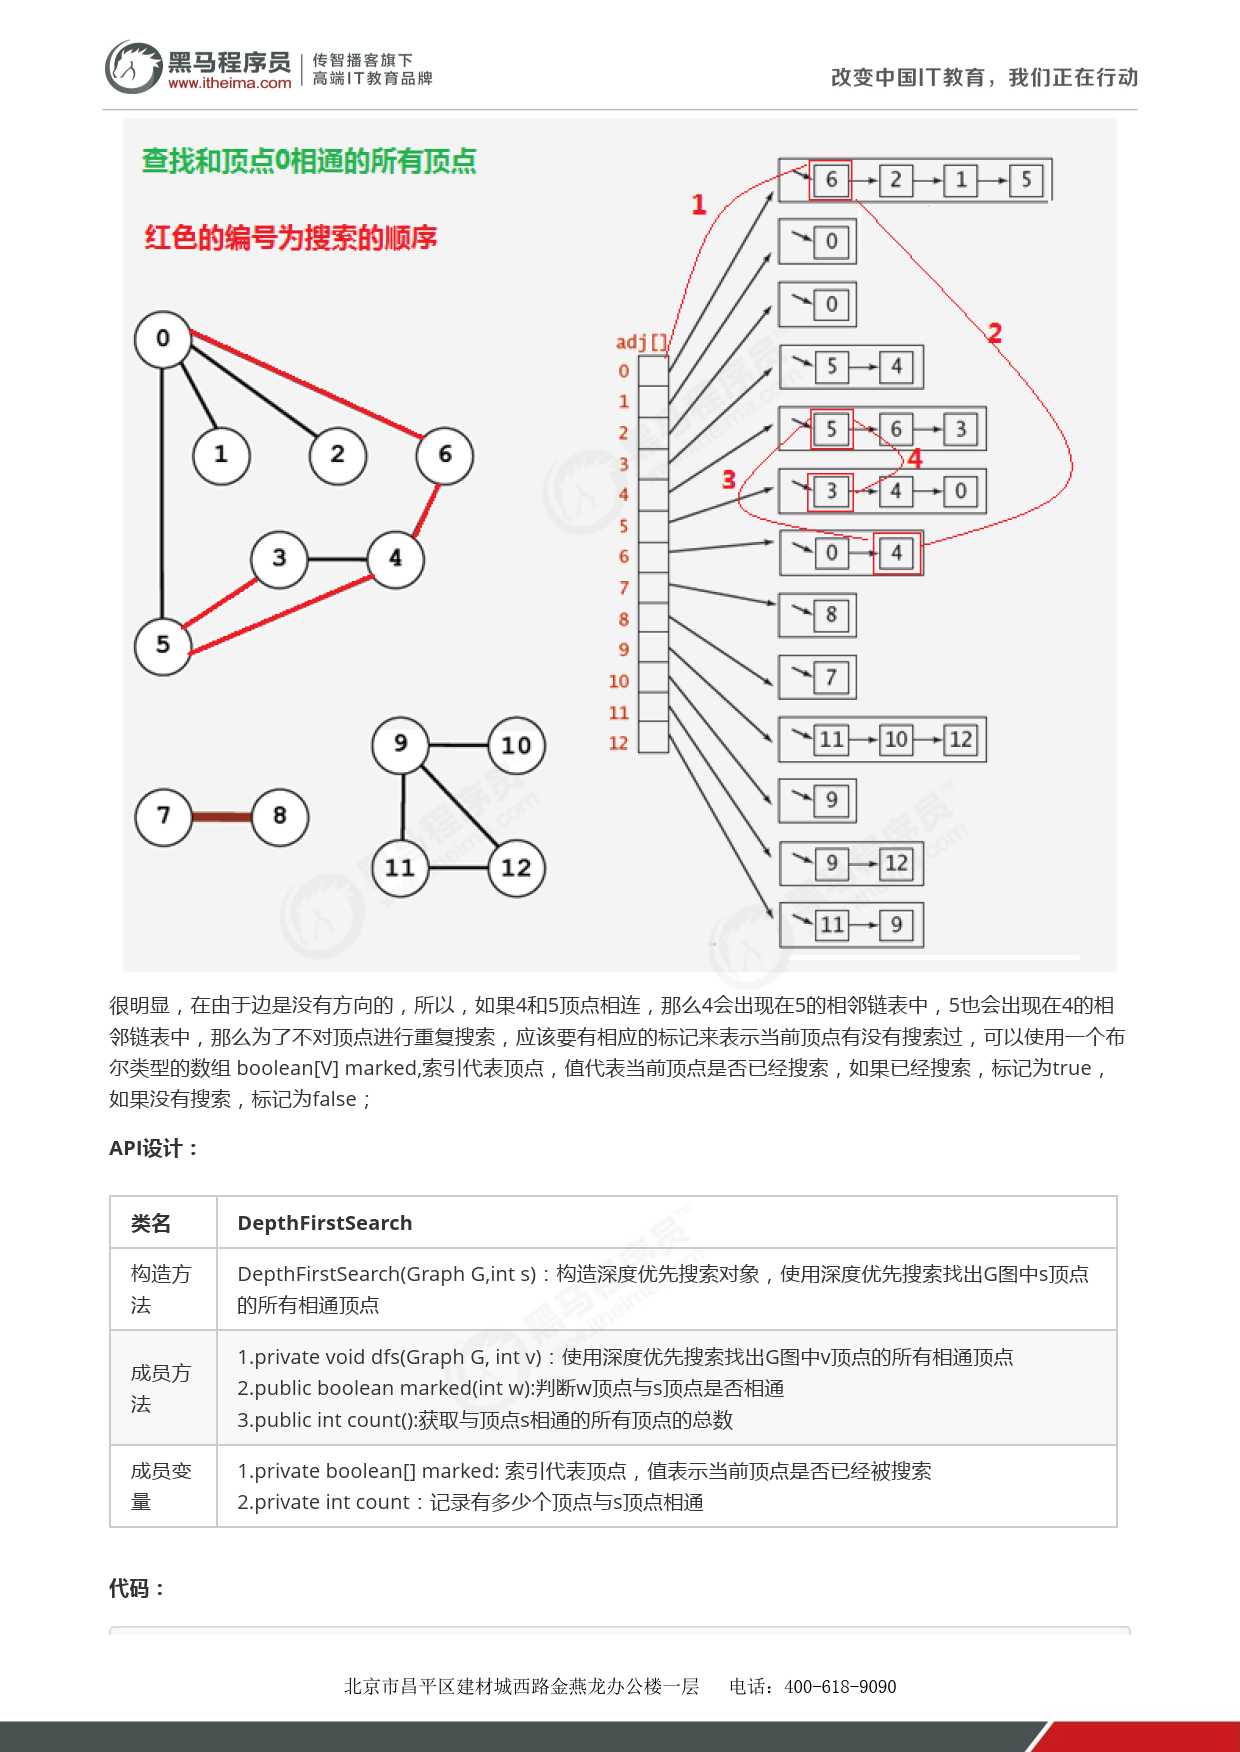 黑马程序员
www.itheima.com
传智播客旗下
高端IT教育品牌
改变中国IT教育，我们正在行动
查找和顶点0相通的所有顶点
红色的编号为搜索的顺序
0
1
2
6
3
4
5
9
10
7
8
11
12
adj[]
0
1
2
3
4
5
6
7
8
9
10
11
12
1
2
3
4
6 2 1 5
0
0
5 4
5 6 3
3 4 0
0 4
8
7
11 10 12
9
9 12
11 9
很明显，在由于边是没有方向的，所以，如果4和5顶点相连，那么4会出现在5的相邻链表中，5也会出现在4的相
邻链表中，那么为了不对顶点进行重复搜索，应该要有相应的标记来表示当前顶点有没有搜索过，可以使用一个布
尔类型的数组 boolean[V] marked,索引代表顶点，值代表当前顶点是否已经搜索，如果已经搜索，标记为true，
如果没有搜索，标记为false；
API设计：
类名 DepthFirstSearch
构造方法 DepthFirstSearch(Graph G,int s)：构造深度优先搜索对象，使用深度优先搜索找出G图中s顶点
的所有相通顶点
成员方法 1.private void dfs(Graph G, int v)：使用深度优先搜索找出G图中v顶点的所有相通顶点
2.public boolean marked(int w):判断w顶点与s顶点是否相通
3.public int count():获取与顶点s相通的所有顶点的总数
成员变量 1.private boolean[] marked: 索引代表顶点，值表示当前顶点是否已经被搜索
2.private int count：记录有多少个顶点与s顶点相通
代码：
北京市昌平区建材城西路金燕龙办公楼一层 电话：400-618-9090